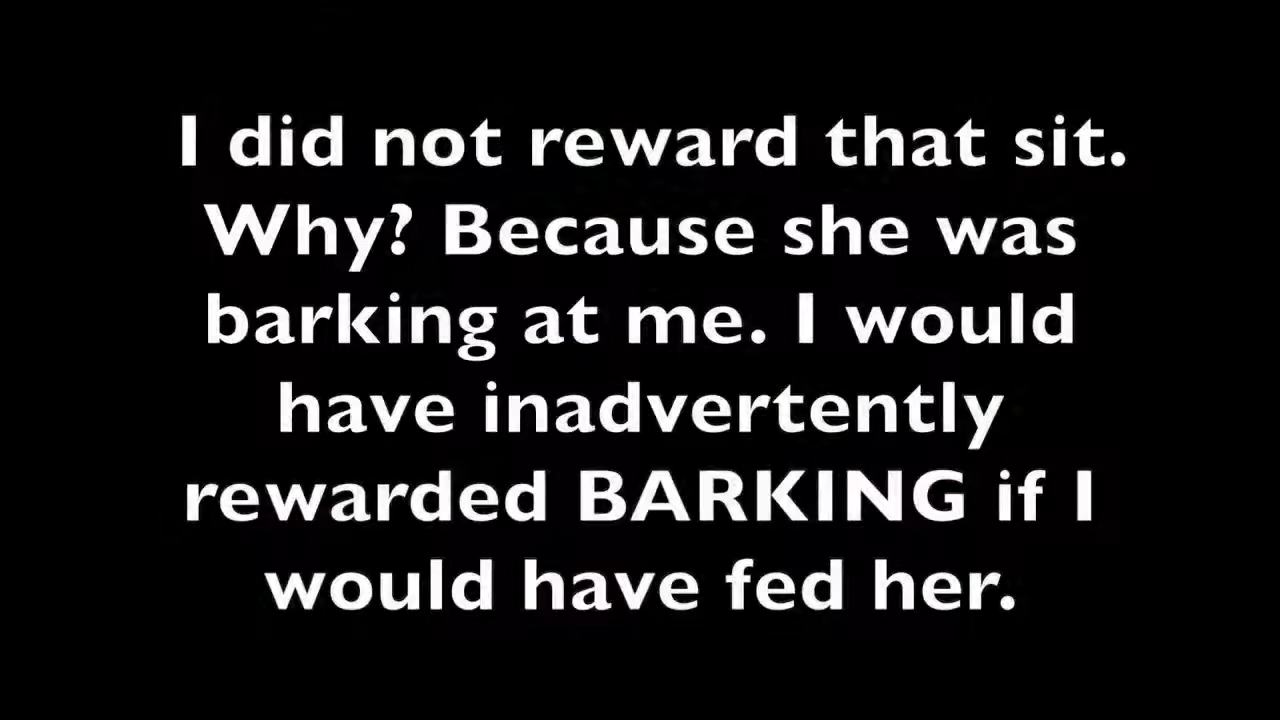 I did not reward that sit.
Why? Because she was
barking at me. I would
have inadvertently
rewarded BARKING if I
would have fed her.